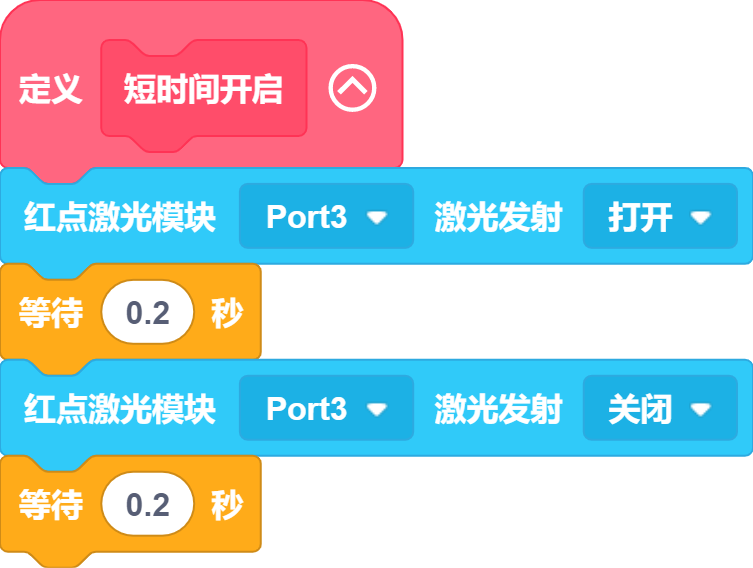 定义 短时间开启
红点激光模块 Port3 激光发射 打开
等待 0.2 秒
红点激光模块 Port3 激光发射 关闭
等待 0.2 秒